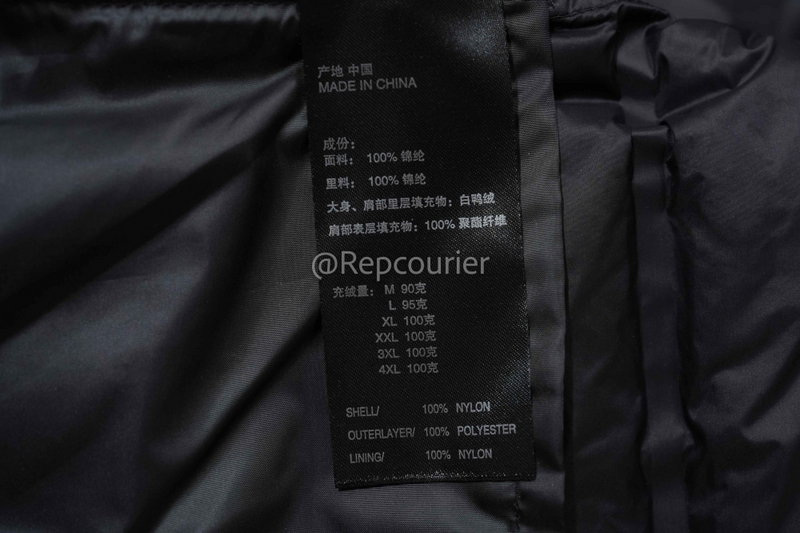 产地 中国
MADE IN CHINA
成份：
面料： 100% 锦纶
里料： 100% 锦纶
大身、肩部里层填充物：白鸭绒
肩部表层填充物：100% 聚酯纤维
@Repcourier
充绒量： M 90克
L 95克
XL 100克
XXL 100克
3XL 100克
4XL 100克
SHELL/ 100% NYLON
OUTERLAYER/ 100% POLYESTER
LINING/ 100% NYLON